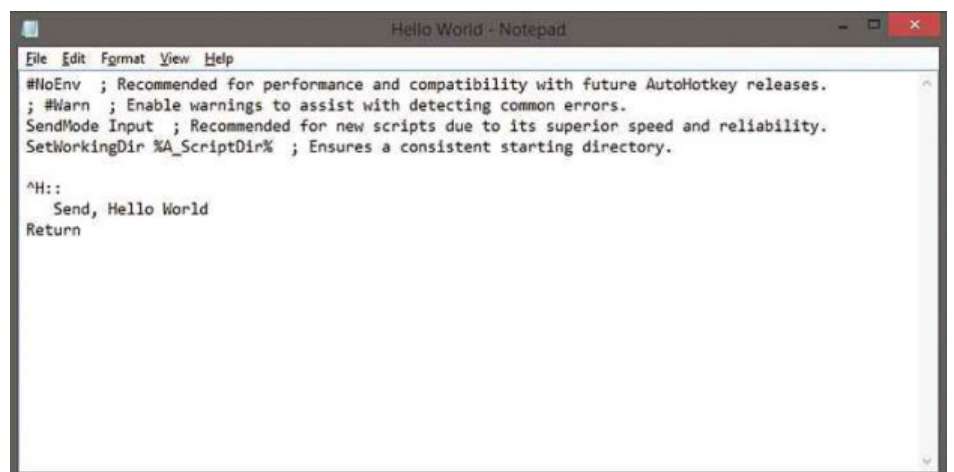 Hello World - Notepad
File Edit Format View Help
#NoEnv  ; Recommended for performance and compatibility with future AutoHotkey releases.
; #Warn  ; Enable warnings to assist with detecting common errors.
SendMode Input  ; Recommended for new scripts due to its superior speed and reliability.
SetWorkingDir %A_ScriptDir%  ; Ensures a consistent starting directory.

^H::
   Send, Hello World
Return